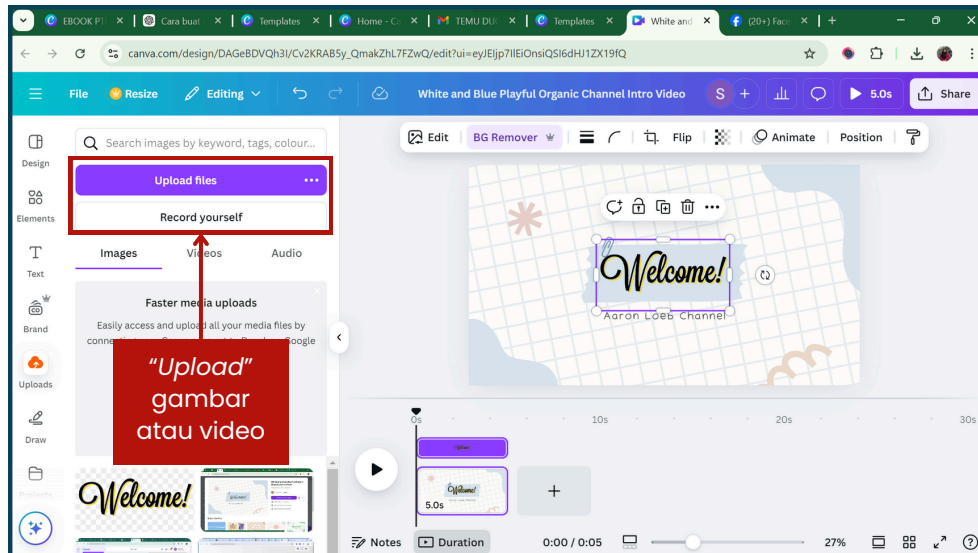 EBOOK PT
Cara buat
Templates
Home - Ca
TEMU DU
Templates
White and
(20+) Face
canva.com/design/DAGeBDVQh3I/Cv2KRAB5y_QmakZhL7FZwQ/edit?ui=eyJEIjp7IlEiOnsiQSI6dHJ1ZX19fQ
File
Resize
Editing
White and Blue Playful Organic Channel Intro Video
S
5.0s
Share
Design
Elements
Text
Brand
Uploads
Draw
Projects
Search images by keyword, tags, colour...
Upload files
Record yourself
Images
Videos
Audio
Faster media uploads
Easily access and upload all your media files by
Google
"Upload"
gambar
atau video
Welcome!
Edit
BG Remover
Flip
Animate
Position
Welcome!
Aaron Loeb Channel
0s
10s
20s
30s
Welcome!
Welcome!
5.0s
Notes
Duration
0:00 / 0:05
27%